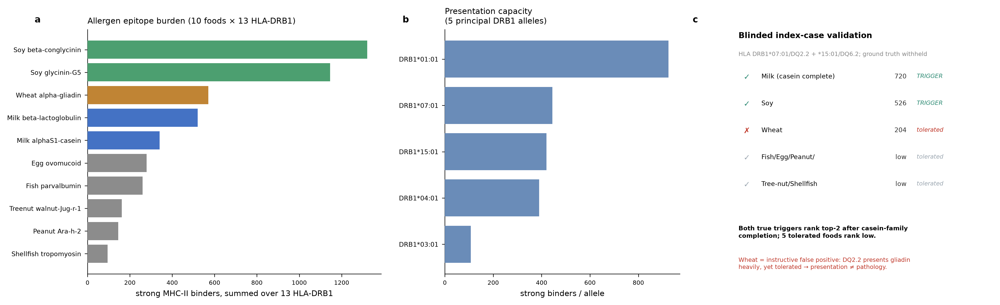 a
Allergen epitope burden (10 foods × 13 HLA-DRB1)
Soy beta-conglycinin
Soy glycinin-G5
Wheat alpha-gliadin
Milk beta-lactoglobulin
Milk alphaS1-casein
Egg ovomucoid
Fish parvalbumin
Treenut walnut-Jug-r-1
Peanut Ara-h-2
Shellfish tropomyosin
0 200 400 600 800 1000 1200
strong MHC-II binders, summed over 13 HLA-DRB1
b
Presentation capacity
(5 principal DRB1 alleles)
DRB1*01:01
DRB1*07:01
DRB1*15:01
DRB1*04:01
DRB1*03:01
0 200 400 600 800
strong binders / allele
c
Blinded index-case validation
HLA DRB1*07:01/DQ2.2 + *15:01/DQ6.2; ground truth withheld
✓ Milk (casein complete) 720 TRIGGER
✓ Soy 526 TRIGGER
✗ Wheat 204 tolerated
✓ Fish/Egg/Peanut/ low tolerated
✓ Tree-nut/Shellfish low tolerated
Both true triggers rank top-2 after casein-family
completion; 5 tolerated foods rank low.
Wheat = instructive false positive: DQ2.2 presents gliadin
heavily, yet tolerated → presentation ≠ pathology.